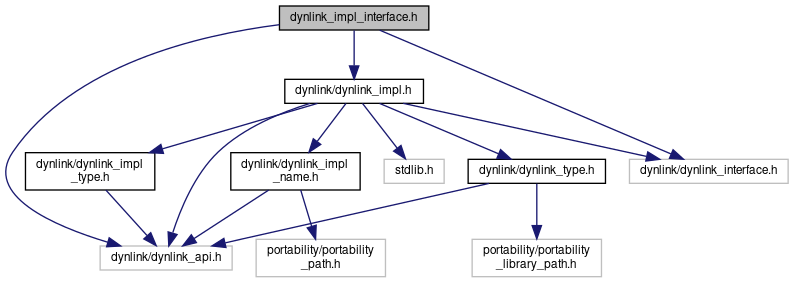 dynlink_impl_interface.h
dynlink/dynlink_impl.h
dynlink/dynlink_impl
_type.h
dynlink/dynlink_impl
_name.h
stdlib.h
dynlink/dynlink_type.h
dynlink/dynlink_interface.h
dynlink/dynlink_api.h
portability/portability
_path.h
portability/portability
_library_path.h